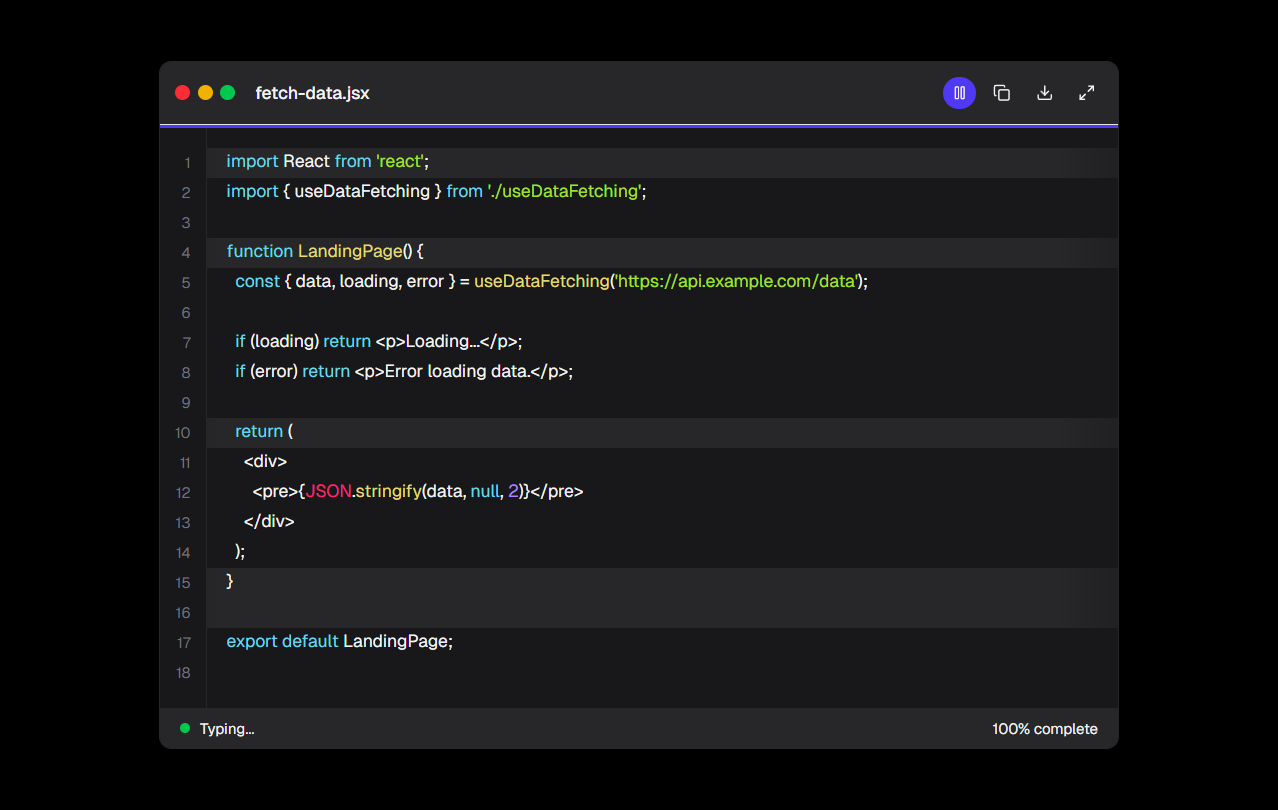 fetch-data.jsx
1 import React from 'react';
2 import { useDataFetching } from './useDataFetching';
3
4 function LandingPage() {
5   const { data, loading, error } = useDataFetching('https://api.example.com/data');
6
7   if (loading) return <p>Loading...</p>;
8   if (error) return <p>Error loading data.</p>;
9
10   return (
11     <div>
12       <pre>{JSON.stringify(data, null, 2)}</pre>
13     </div>
14   );
15 }
16
17 export default LandingPage;
18
Typing... 100% complete